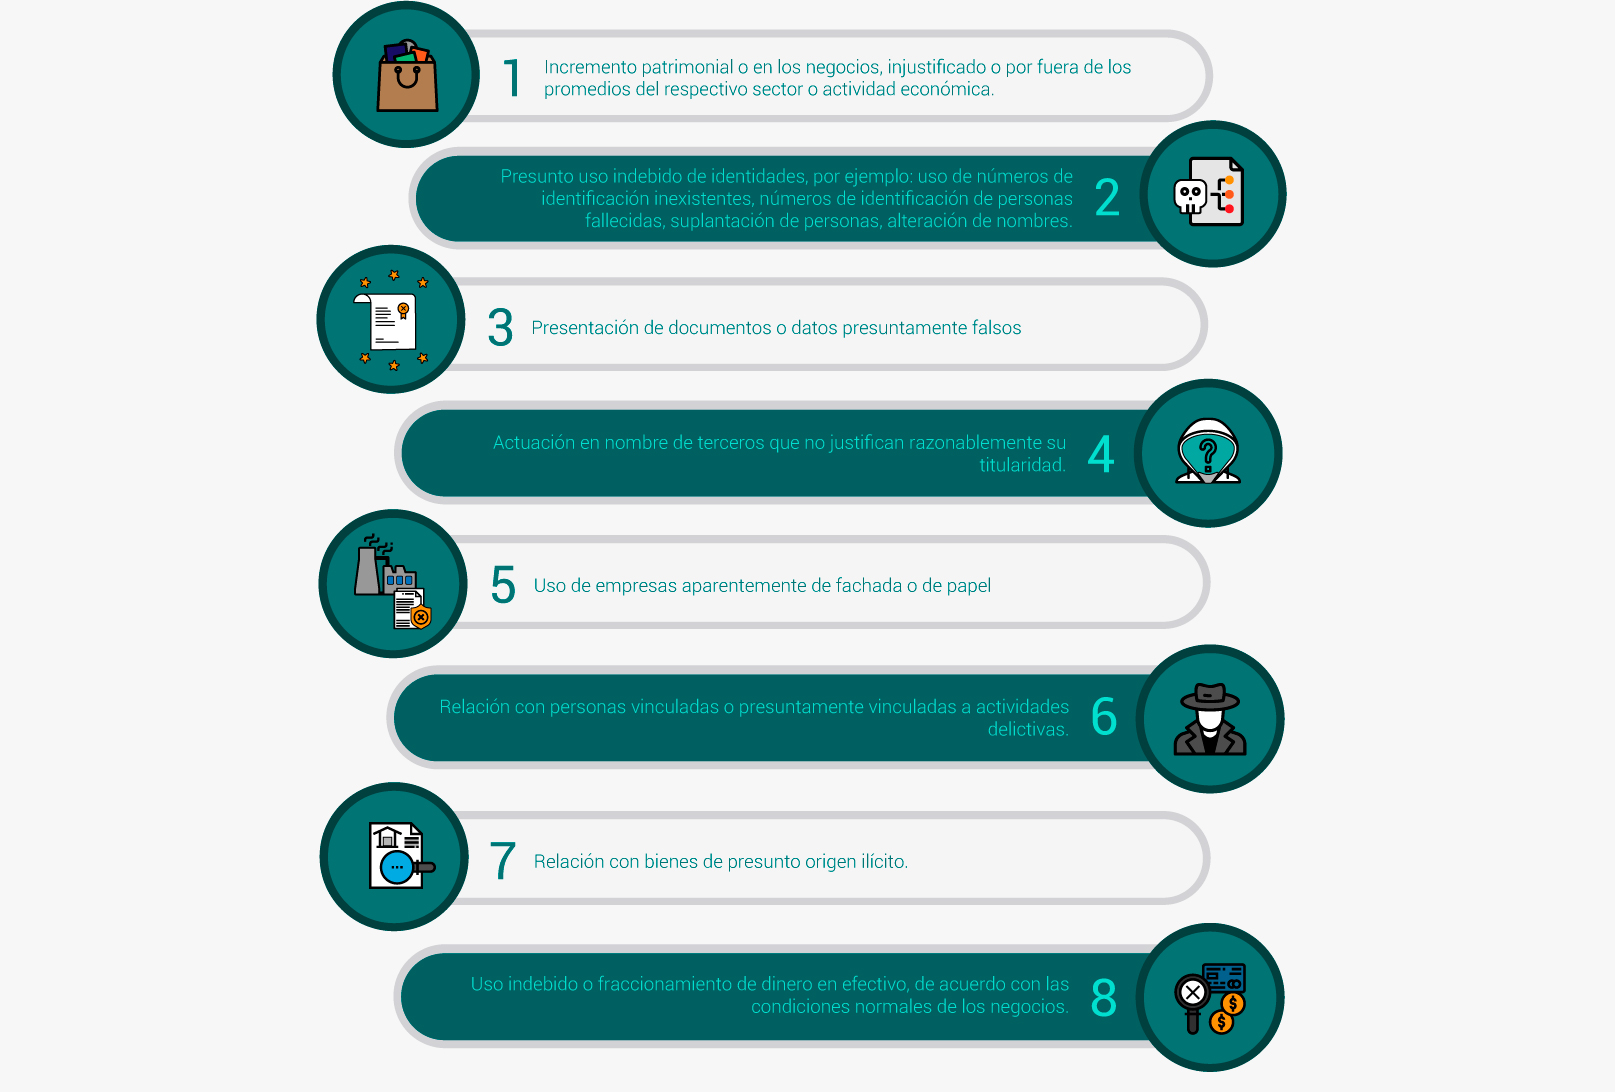 1
Incremento patrimonial o en los negocios, injustificado o por fuera de los
promedios del respectivo sector o actividad económica.
Presunto uso indebido de identidades, por ejemplo: uso de números de
identificación inexistentes, números de identificación de personas
fallecidas, suplantación de personas, alteración de nombres.
2
3
Presentación de documentos o datos presuntamente falsos
Actuación en nombre de terceros que no justifican razonablemente su
titularidad.
4
5
Uso de empresas aparentemente de fachada o de papel
Relación con personas vinculadas o presuntamente vinculadas a actividades
delictivas.
6
7
Relación con bienes de presunto origen ilícito.
Uso indebido o fraccionamiento de dinero en efectivo, de acuerdo con las
condiciones normales de los negocios.
8